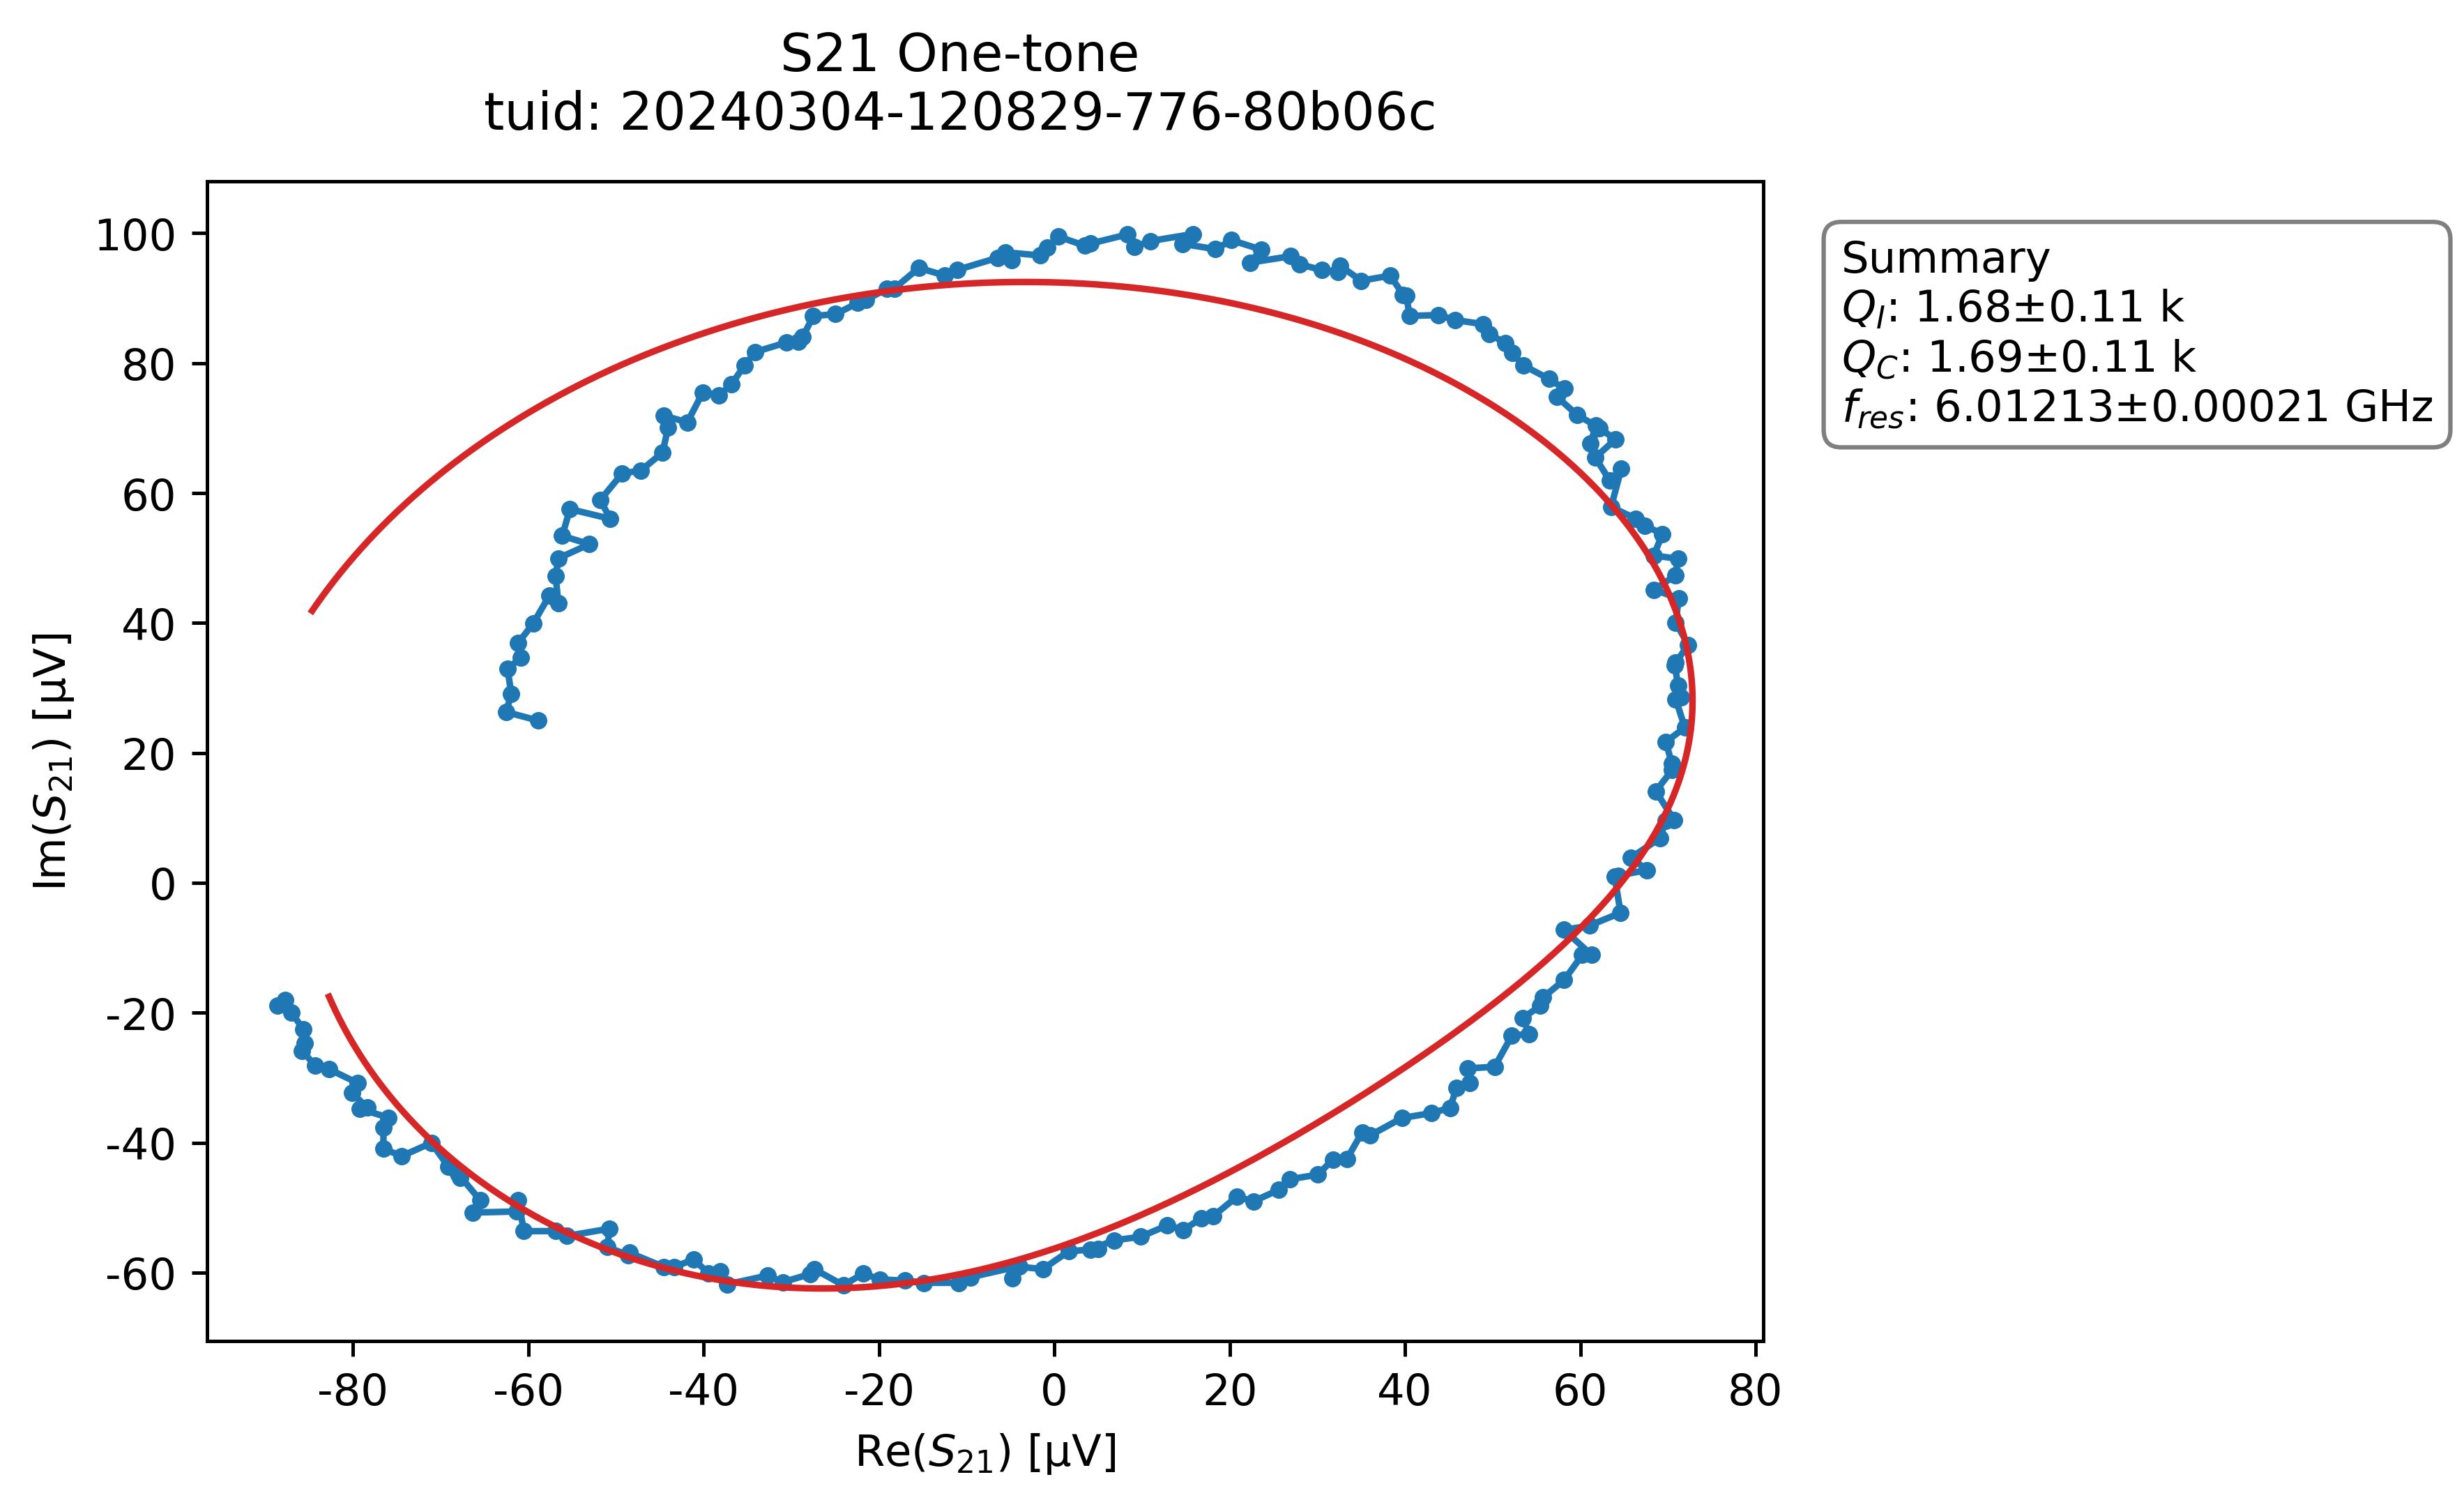 S21 One-tone
tuid: 20240304-120829-776-80b06c
100
80
60
40
20
0
-20
-40
-60
Im(S21) [µV]
-80
-60
-40
-20
0
20
40
60
80
Re(S21) [µV]
Summary
QI: 1.68±0.11 k
QC: 1.69±0.11 k
fres: 6.01213±0.00021 GHz